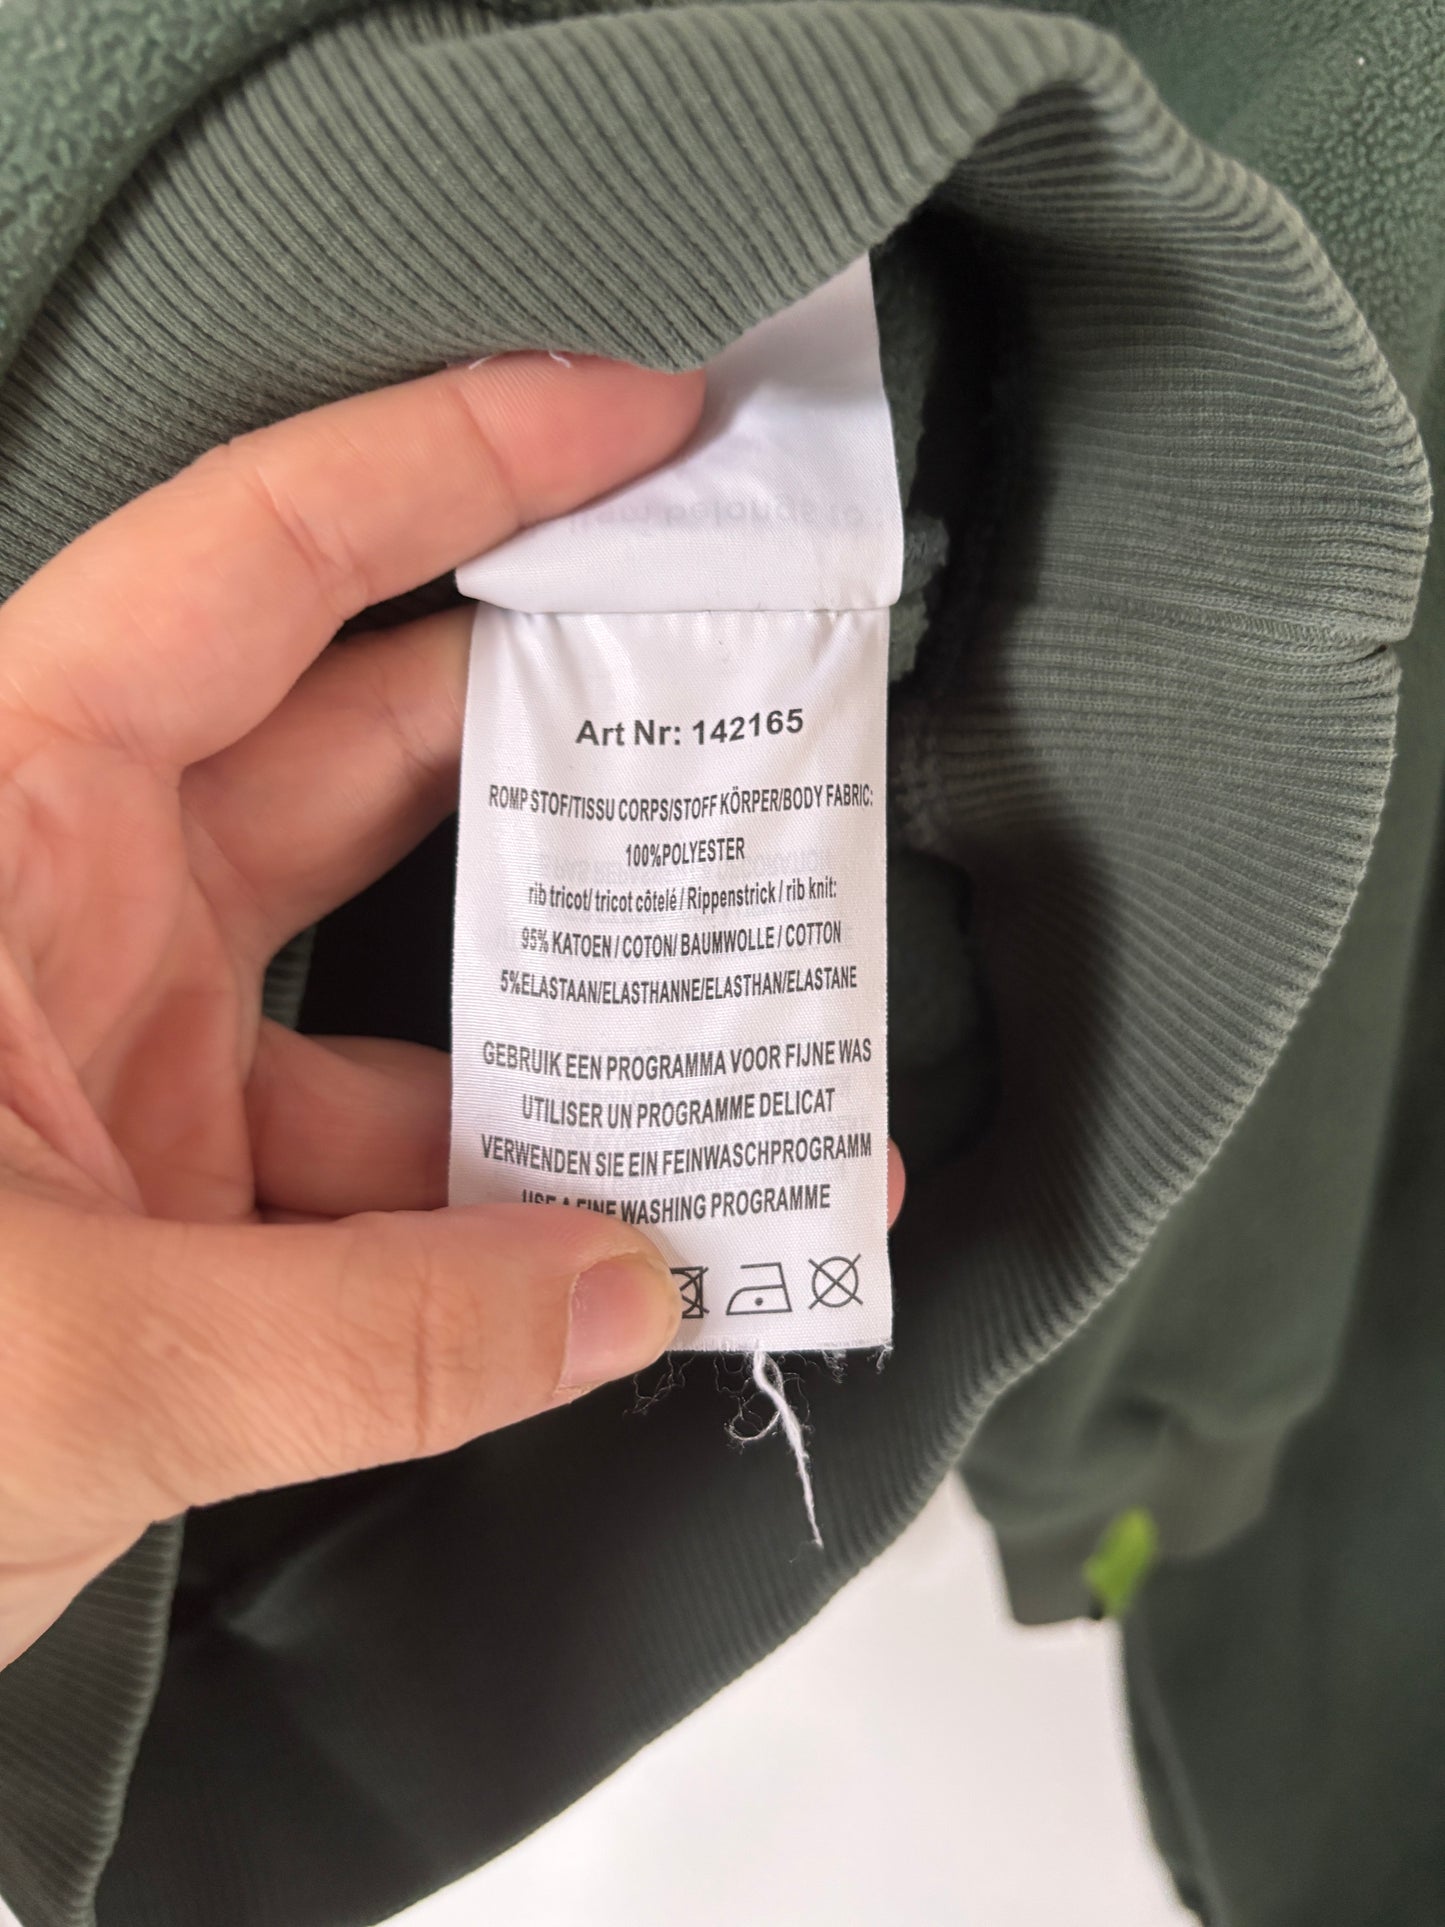 Art Nr: 142165
ROMP STOF/TISSU CORPS/STOFF KÖRPER/BODY FABRIC:
100%POLYESTER
rib tricot/ tricot côtelé / Rippenstrick / rib knit:
95% KATOEN / COTON/ BAUMWOLLE / COTTON
5%ELASTAAN/ELASTHANNE/ELASTHAN/ELASTANE
GEBRUIK EEN PROGRAMMA VOOR FIJNE WAS
UTILISER UN PROGRAMME DELICAT
VERWENDEN SIE EIN FEINWASCHPROGRAMM
USE A FINE WASHING PROGRAMME